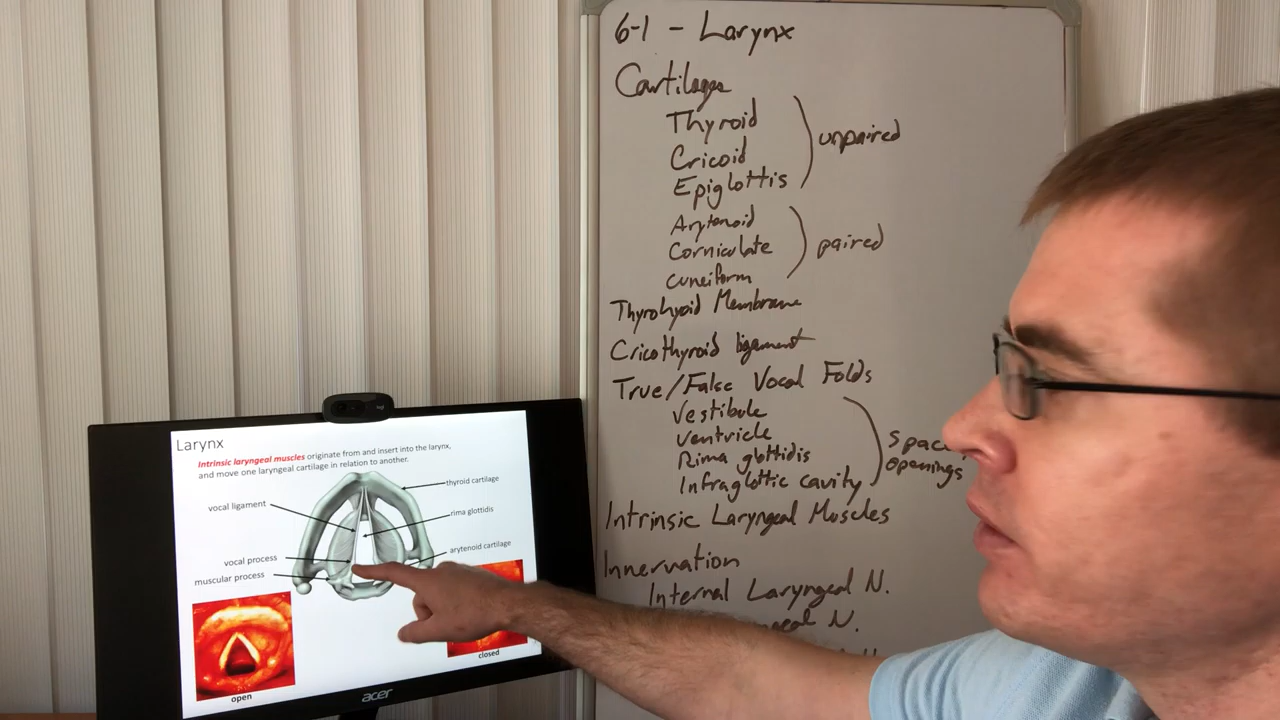 6-1 - Larynx
Cartilages
Thyroid
Cricoid
Epiglottis
unpaired
Arytenoid
Corniculate
cuneiform
paired
Thyrohyoid Membrane
Cricothyroid ligament
True/False Vocal Folds
Vestibule
Ventricle
Rima glottidis
Infraglottic cavity
openings
Intrinsic Laryngeal Muscles
Innervation
Internal Laryngeal N.
N.
Larynx
Intrinsic laryngeal muscles originate from and insert into the larynx,
and move one laryngeal cartilage in relation to another.
thyroid cartilage
vocal ligament
rima glottidis
arytenoid cartilage
vocal process
muscular process
open
closed
acer